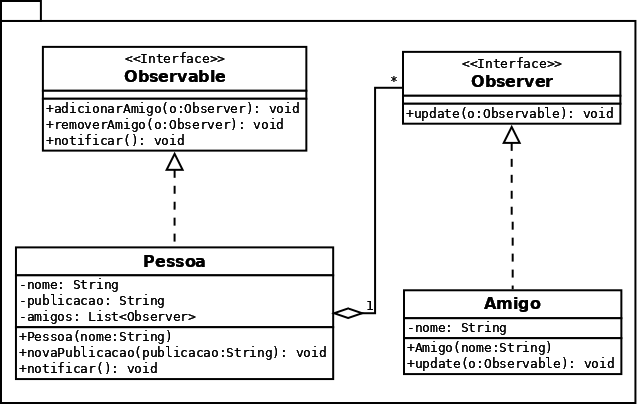 <<Interface>>
Observable
+adicionarAmigo(o:Observer): void
+removerAmigo(o:Observer): void
+notificar(): void
<<Interface>>
Observer
+update(o:Observable): void
*
1
Pessoa
-nome: String
-publicacao: String
-amigos: List<Observer>
+Pessoa(nome:String)
+novaPublicacao(publicacao:String): void
+notificar(): void
Amigo
-nome: String
+Amigo(nome:String)
+update(o:Observable): void